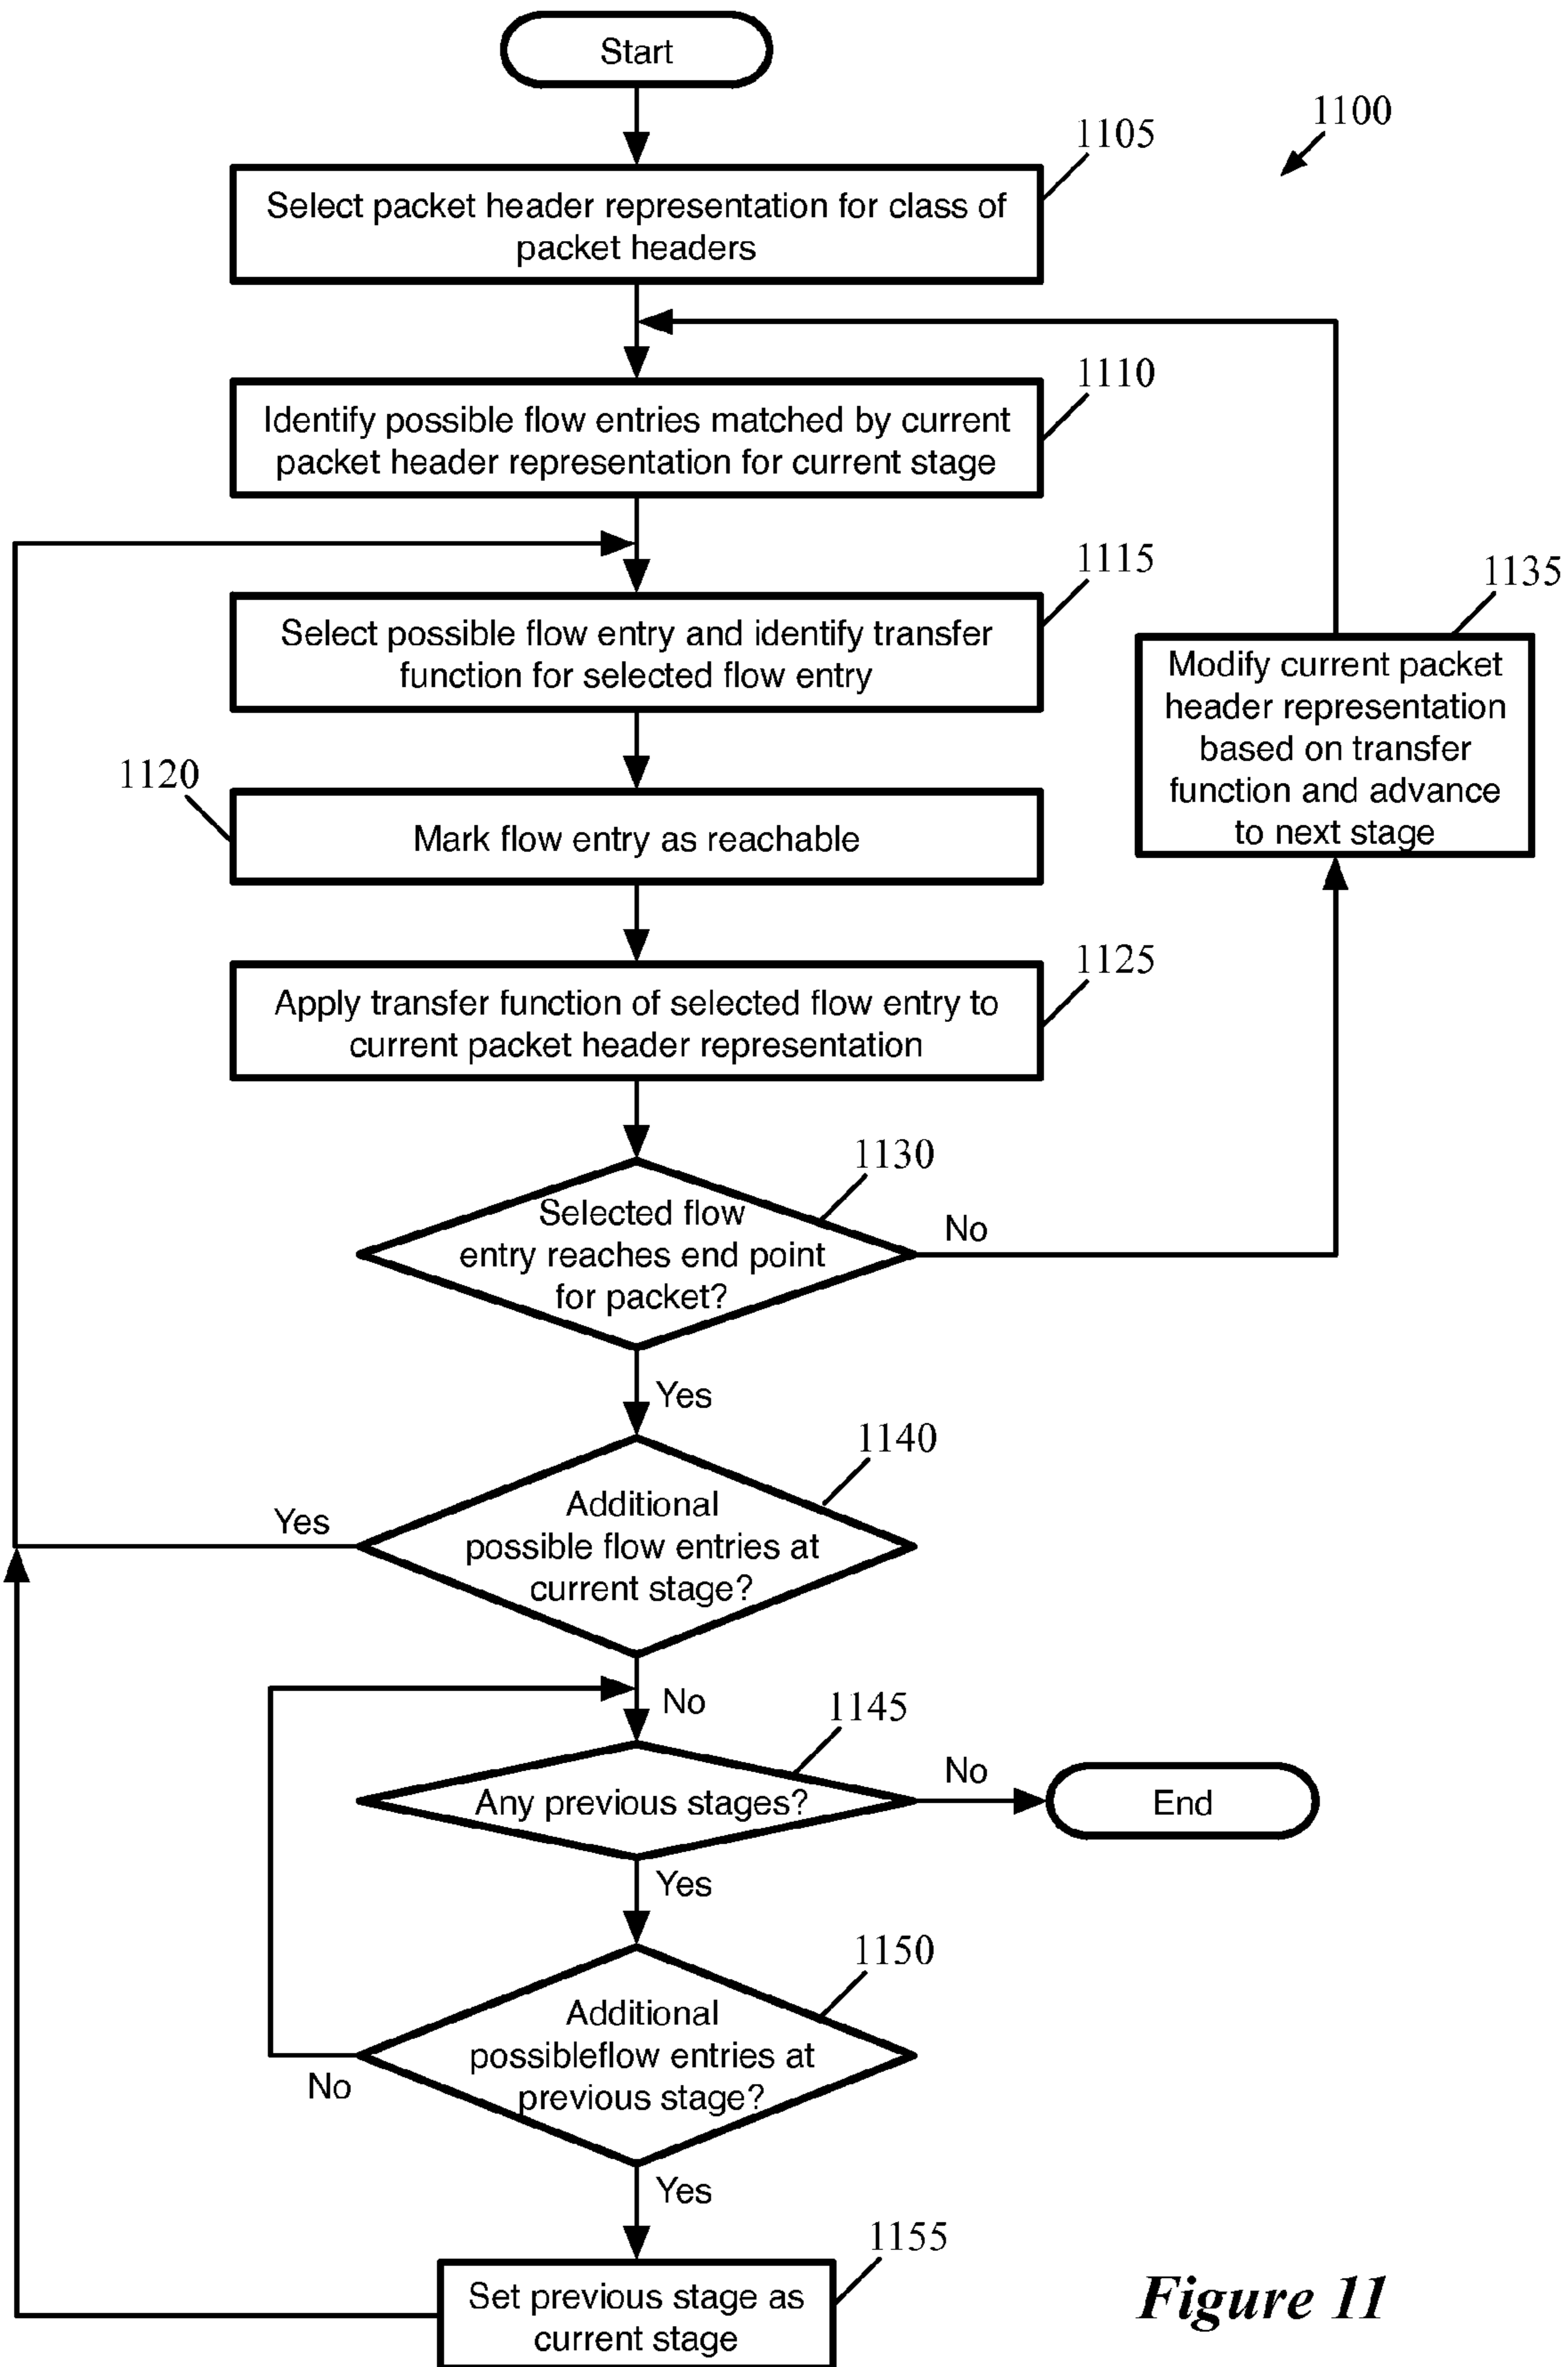 Start
1100
1105
Select packet header representation for class of
packet headers
1110
Identify possible flow entries matched by current
packet header representation for current stage
1115
Select possible flow entry and identify transfer
function for selected flow entry
1135
Modify current packet
header representation
based on transfer
function and advance
to next stage
1120
Mark flow entry as reachable
1125
Apply transfer function of selected flow entry to
current packet header representation
1130
Selected flow
entry reaches end point
for packet?
No
Yes
1140
Additional
possible flow entries at
current stage?
Yes
No
1145
Any previous stages?
No
End
Yes
1150
Additional
possibleflow entries at
previous stage?
No
Yes
1155
Set previous stage as
current stage
Figure 11